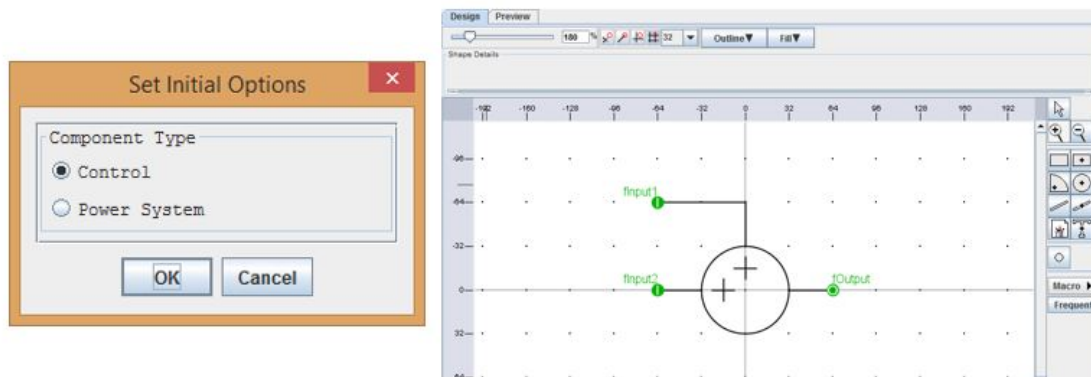 Set Initial Options
Component Type
Control
Power System
OK Cancel
Design Preview
180 % 32 Outline▼ Fill▼
Shape Details
-192 -160 -128 -96 -64 -32 0 32 64 96 128 160 192
-96
-64
-32
0
32
64
fInput1
fInput2
fOutput
Macro
Frequent